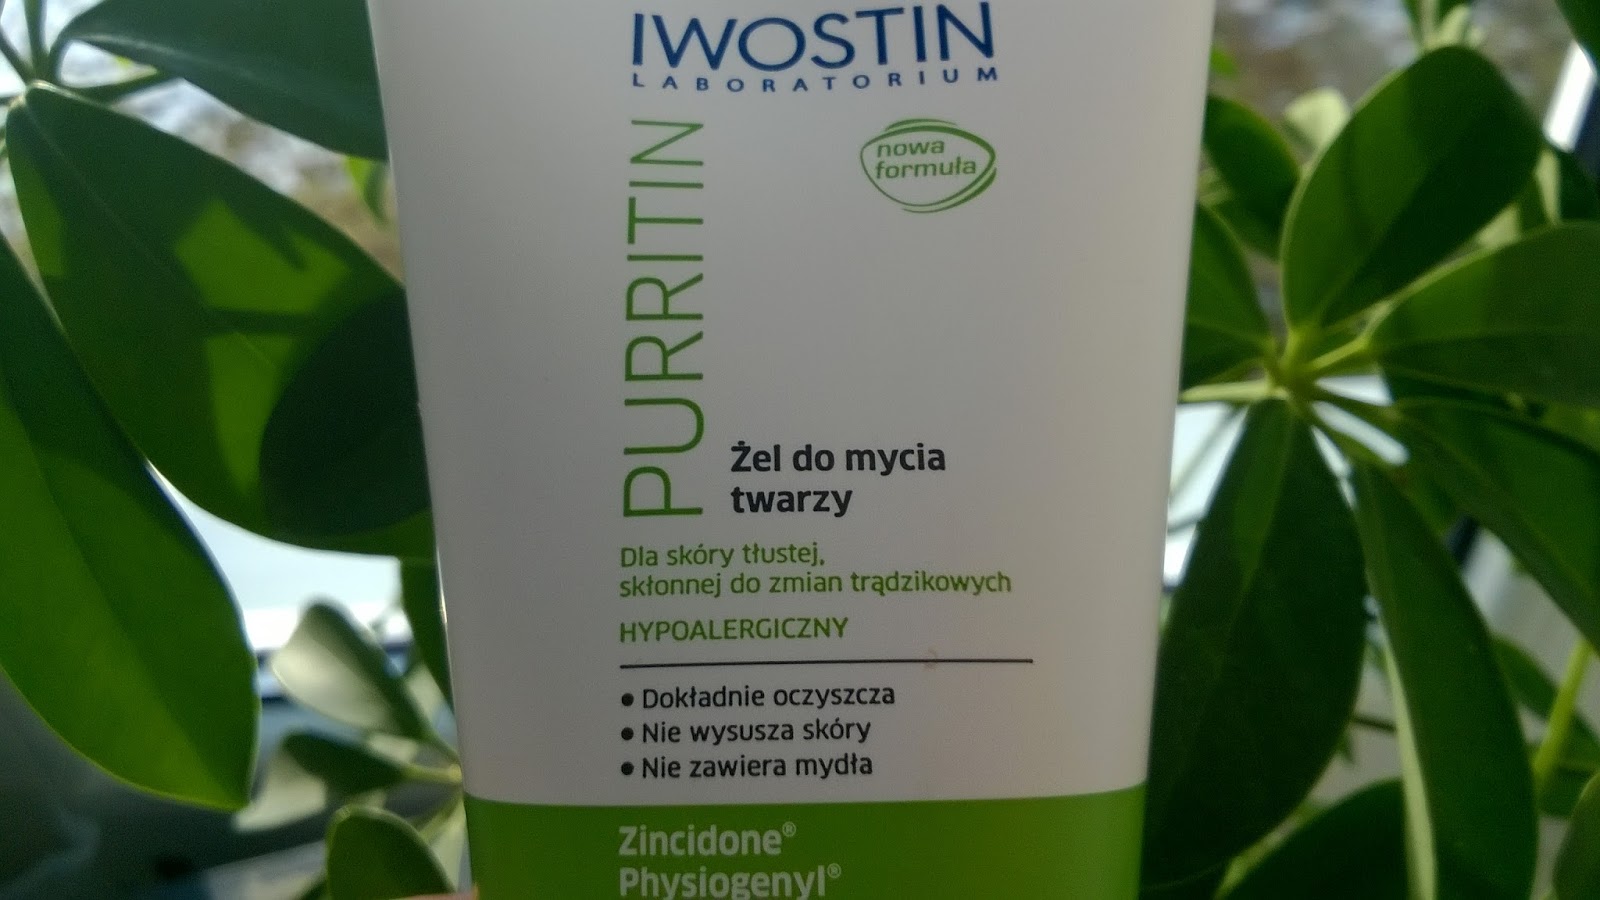 IWOSTIN
LABORATORIUM
nowa
formuła
PURRITIN
Żel do mycia
twarzy
Dla skóry tłustej,
skłonnej do zmian trądzikowych
HYPOALERGICZNY
• Dokładnie oczyszcza
• Nie wysusza skóry
• Nie zawiera mydła
Zincidone®
Physiogenyl®